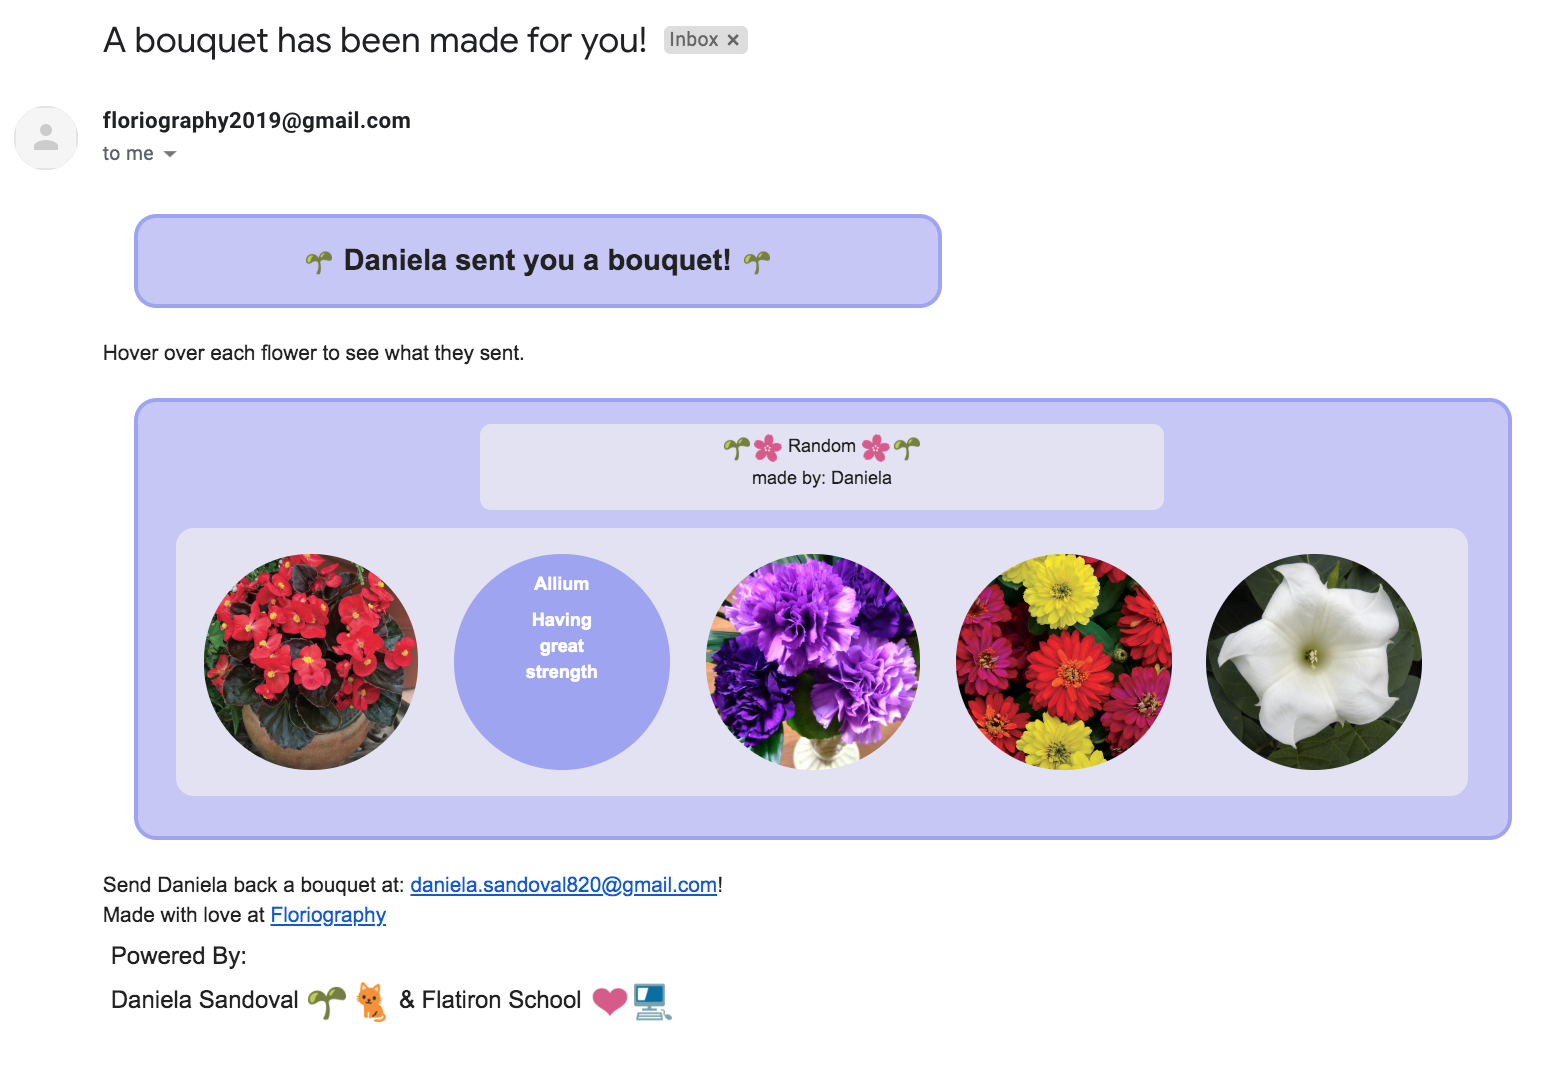 A bouquet has been made for you! Inbox ×
floriography2019@gmail.com
to me
🌱 Daniela sent you a bouquet! 🌱
Hover over each flower to see what they sent.
🌱🌸 Random 🌸🌱
made by: Daniela
Allium
Having
great
strength
Send Daniela back a bouquet at: daniela.sandoval820@gmail.com!
Made with love at Floriography
Powered By:
Daniela Sandoval 🌱🐈 & Flatiron School ❤️💻